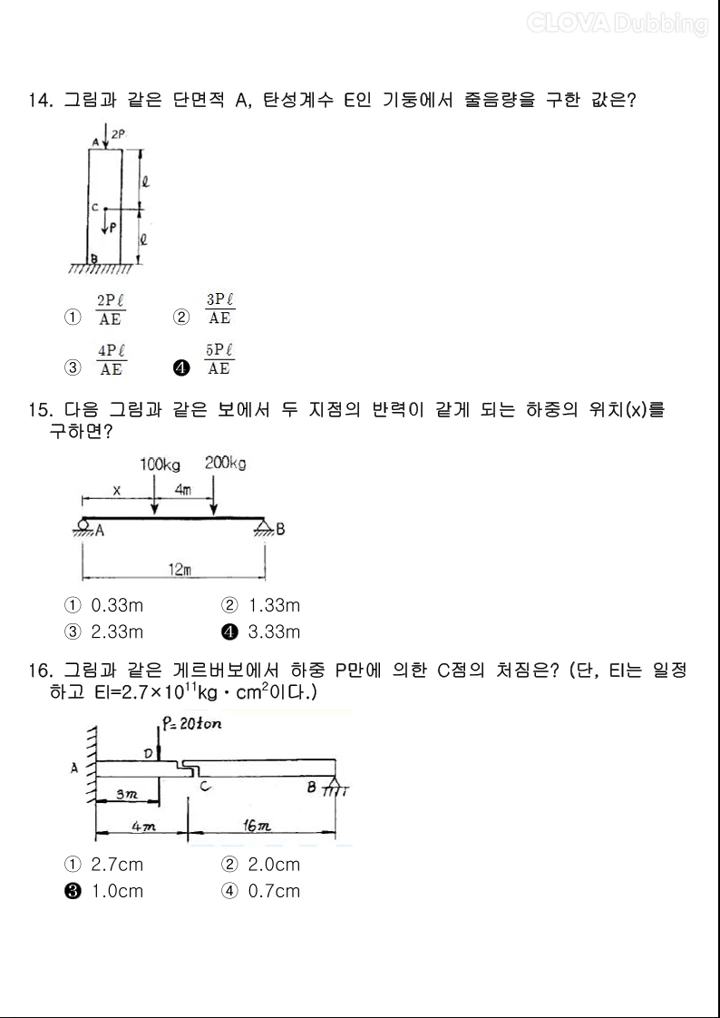 CLOVA Dubbing
14. 그림과 같은 단면적 A, 탄성계수 E인 기둥에서 줄음량을 구한 값은?
2P
A
ℓ
C
P
ℓ
B
① 2Pℓ/AE ② 3Pℓ/AE
③ 4Pℓ/AE ❹ 5Pℓ/AE
15. 다음 그림과 같은 보에서 두 지점의 반력이 같게 되는 하중의 위치(x)를
구하면?
100kg 200kg
x 4m
A B
12m
① 0.33m ② 1.33m
③ 2.33m ❹ 3.33m
16. 그림과 같은 게르버보에서 하중 P만에 의한 C점의 처짐은? (단, EI는 일정
하고 EI=2.7×10¹¹kg·cm²이다.)
P=20ton
D
A
C B
3m
4m 16m
① 2.7cm ② 2.0cm
❸ 1.0cm ④ 0.7cm